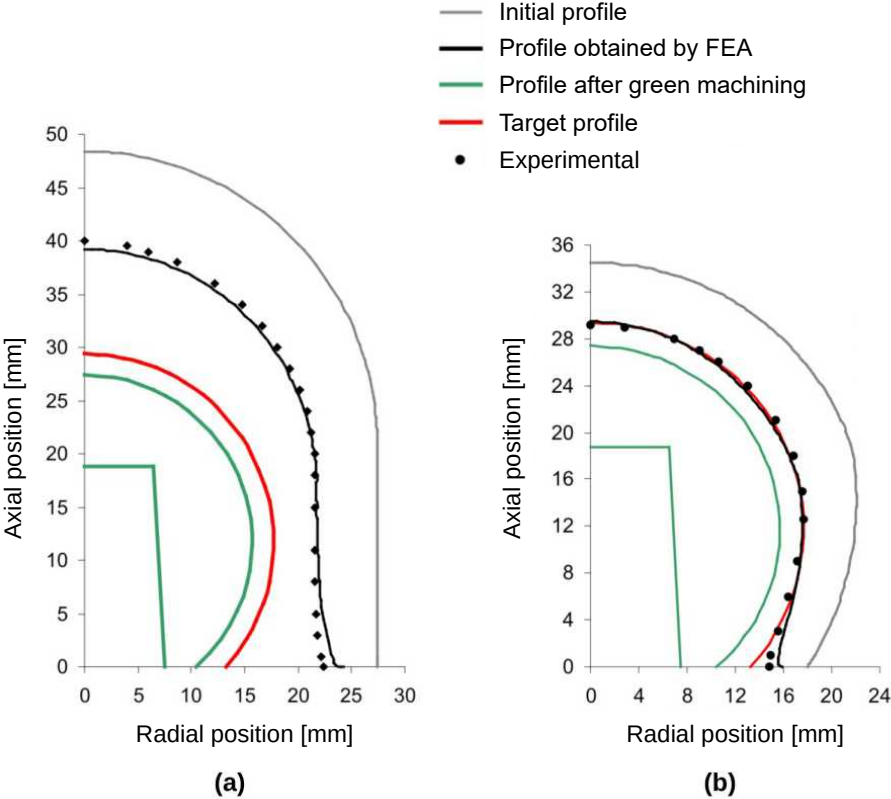 Initial profile
Profile obtained by FEA
Profile after green machining
Target profile
Experimental
50
45
40
35
30
25
20
15
10
5
0
Axial position [mm]
0 5 10 15 20 25 30
Radial position [mm]
(a)
36
32
28
24
20
16
12
8
4
0
Axial position [mm]
0 4 8 12 16 20 24
Radial position [mm]
(b)